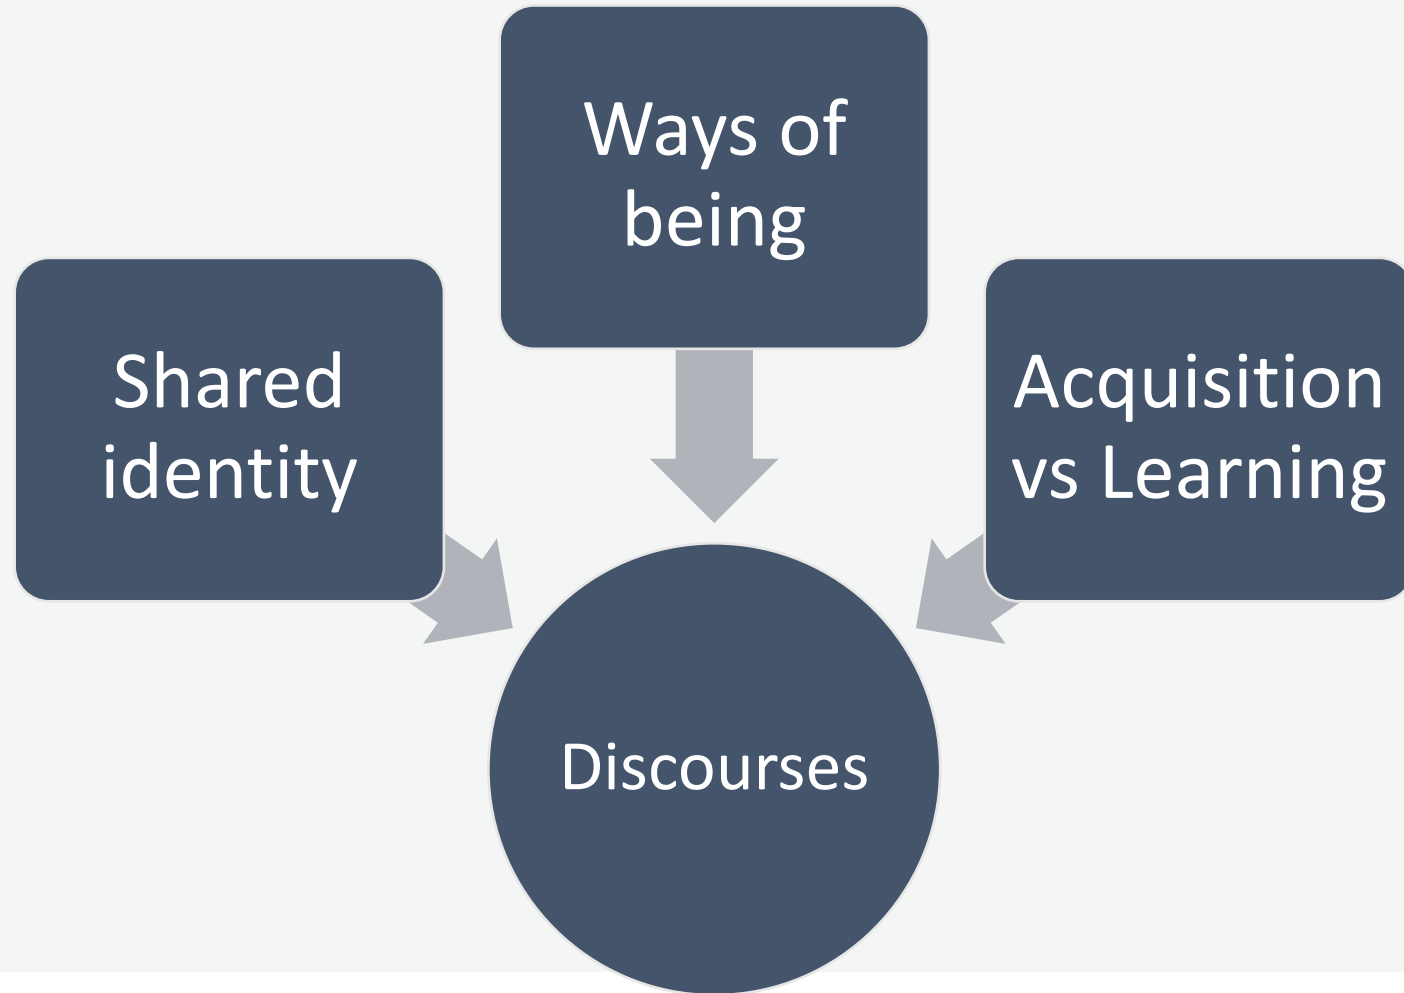 Ways of
being
Shared
identity
Acquisition
vs Learning
Discourses